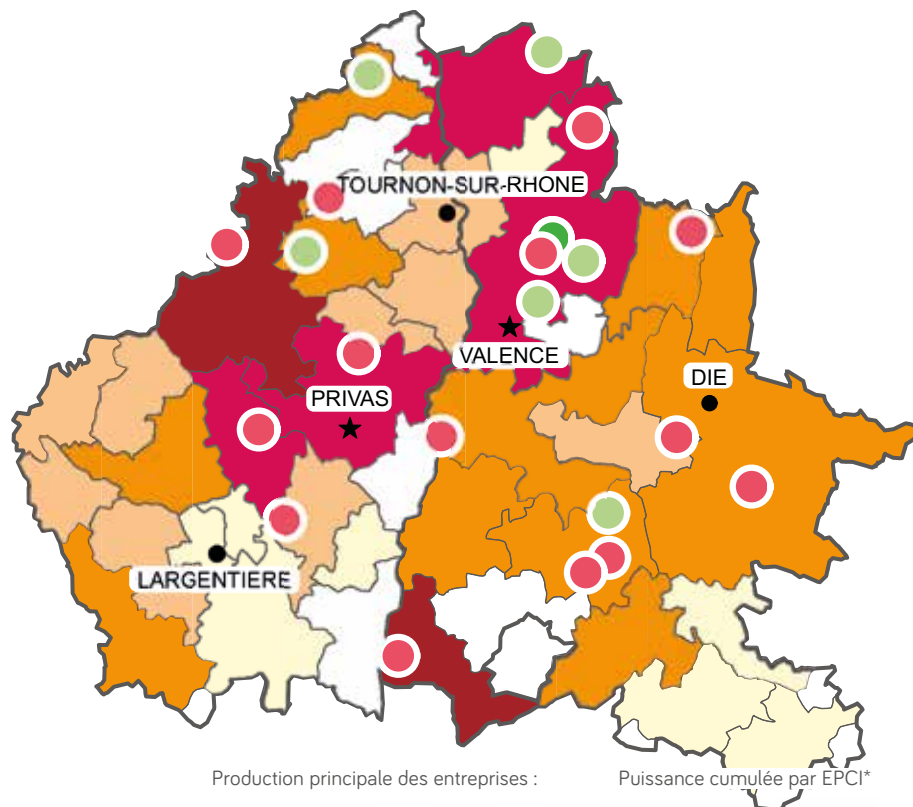 TOURNON-SUR-RHONE
VALENCE
DIE
PRIVAS
LARGENTIERE
Production principale des entreprises :
Puissance cumulée par EPCI*